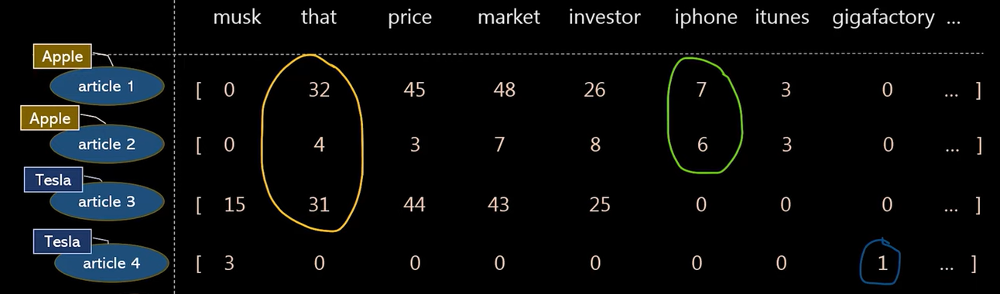 musk that price market investor iphone itunes gigafactory ...
Apple
article 1 [ 0 32 45 48 26 7 3 0 ... ]
Apple
article 2 [ 0 4 3 7 8 6 3 0 ... ]
Tesla
article 3 [ 15 31 44 43 25 0 0 0 ... ]
Tesla
article 4 [ 3 0 0 0 0 0 0 1 ... ]